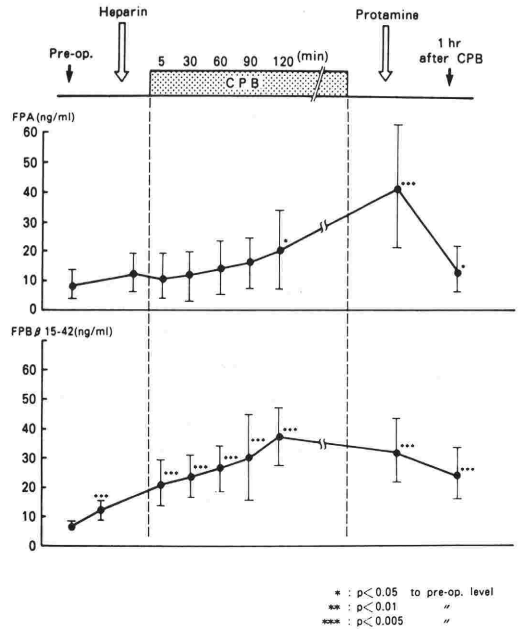 Heparin
Protamine
Pre-op.
5 30 60 90 120 (min)
1 hr
after CPB
CPB
FPA(ng/ml)
60
50
40
30
20
10
0
***
*
*
FPBβ 15-42(ng/ml)
60
50
40
30
20
10
0
***
***
***
***
***
***
***
***
* : p<0.05 to pre-op. level
** : p<0.01 〃
*** : p<0.005 〃